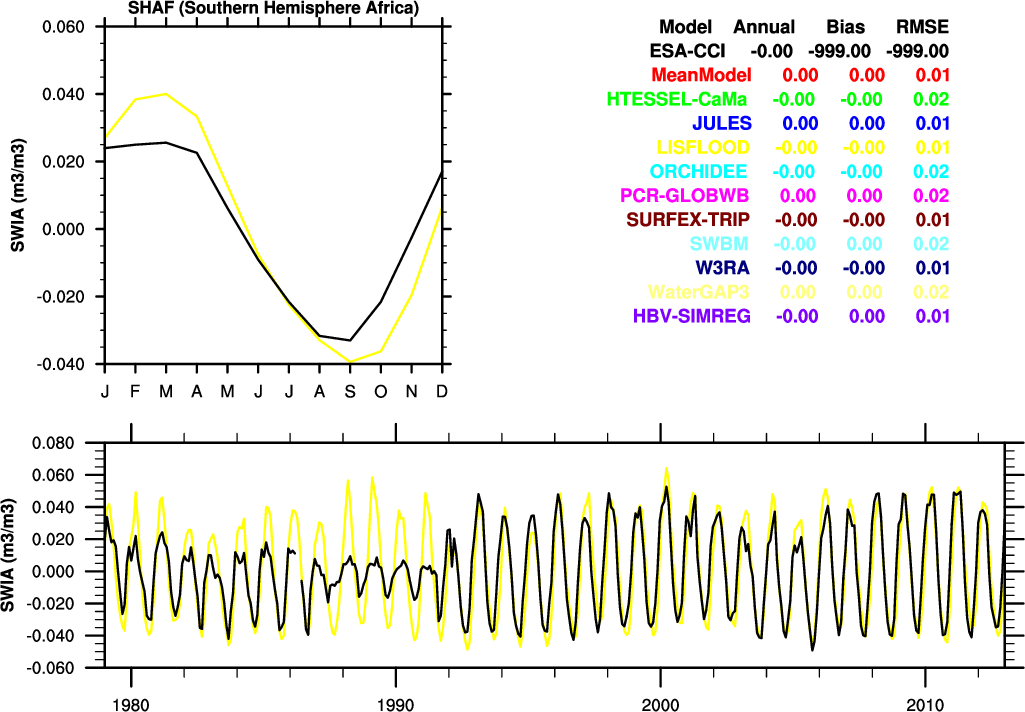 SHAF (Southern Hemisphere Africa)
SWIA (m3/m3)
0.060
0.040
0.020
0.000
-0.020
-0.040
J F M A M J J A S O N D
Model Annual Bias RMSE
ESA-CCI -0.00 -999.00 -999.00
MeanModel 0.00 0.00 0.01
HTESSEL-CaMa -0.00 -0.00 0.02
JULES 0.00 0.00 0.01
LISFLOOD -0.00 -0.00 0.01
ORCHIDEE -0.00 -0.00 0.02
PCR-GLOBWB 0.00 0.00 0.02
SURFEX-TRIP -0.00 -0.00 0.01
SWBM -0.00 0.00 0.02
W3RA -0.00 -0.00 0.01
WaterGAP3 0.00 0.00 0.02
HBV-SIMREG -0.00 0.00 0.01
SWIA (m3/m3)
0.080
0.060
0.040
0.020
0.000
-0.020
-0.040
-0.060
1980 1990 2000 2010